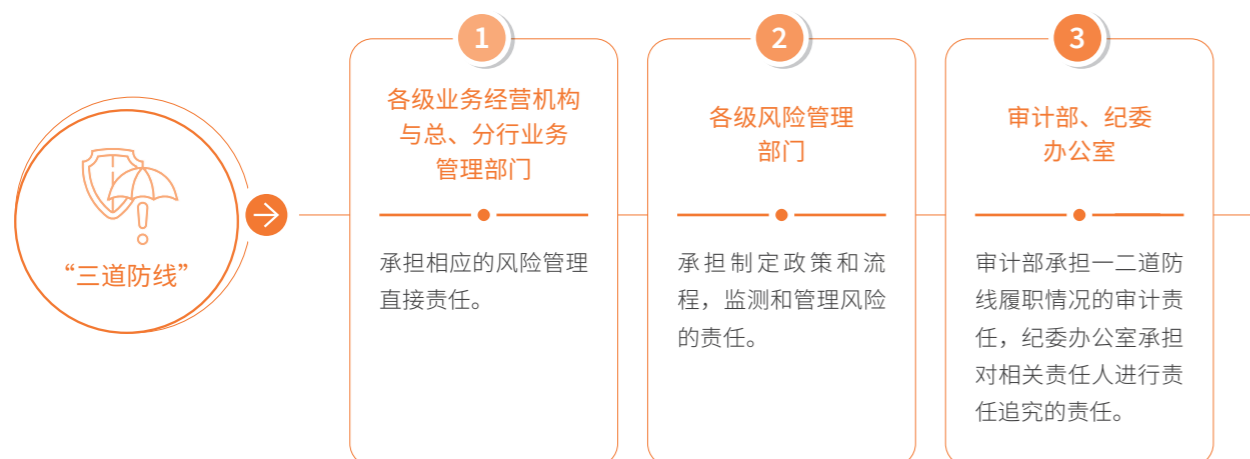 “三道防线”
1
各级业务经营机构
与总、分行业务
管理部门
承担相应的风险管理
直接责任。
2
各级风险管理
部门
承担制定政策和流
程，监测和管理风险
的责任。
3
审计部、纪委
办公室
审计部承担一二道防
线履职情况的审计责
任，纪委办公室承担
对相关责任人进行责
任追究的责任。